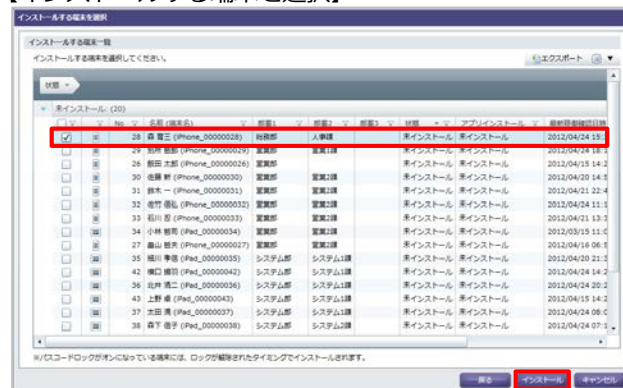 【インストールする端末を選択】
インストールする端末を選択
インストールする端末一覧
インストールする端末を選択してください。 エクスポート
状態
未インストール: (20)
No 名前 (端末名) 部署1 部署2 部署3 状態 アプリインストール 最終稼働確認日時
28 森 育三 (iPhone_00000028) 総務部 人事課 未インストール 未インストール 2012/04/24 15:
29 (iPhone_00000029) 営業部 営業1課 未インストール 未インストール 2012/04/24 18:
26 飯田 太郎 (iPhone_00000026) 営業部 未インストール 未インストール 2012/04/15 14:2
30 佐藤 新 (iPhone_00000030) 営業部 営業2課 未インストール 未インストール 2012/04/20 14:5
31 鈴木 一 (iPhone_00000031) 営業部 営業2課 未インストール 未インストール 2012/04/21 22:4
32 佐竹 (iPhone_00000032) 営業部 営業2課 未インストール 未インストール 2012/04/24 11:
33 石川 忍 (iPhone_00000033) 営業部 営業2課 未インストール 未インストール 2012/04/21 13:
34 小林 (iPad_00000034) 営業部 営業2課 未インストール 未インストール 2012/03/15 11:0
27 (iPhone_00000027) 営業部 営業2課 未インストール 未インストール 2012/04/16 06:
35 細川 (iPad_00000035) システム部 システム1課 未インストール 未インストール 2012/04/20 21:
42 (iPad_00000042) システム部 システム1課 未インストール 未インストール 2012/04/24 14:2
36 北井 清二 (iPad_00000036) システム部 システム1課 未インストール 未インストール 2012/04/24 20:2
43 上野 卓 (iPad_00000043) システム部 システム1課 未インストール 未インストール 2012/04/15 14:2
37 太田 (iPad_00000037) システム部 システム1課 未インストール 未インストール 2012/04/24 08:0
38 森下 信子 (iPad_00000038) システム部 システム2課 未インストール 未インストール 2012/04/24 07:1
※パスコードロックがオンになっている端末には、ロックが解除されたタイミングでインストールされます。
戻る インストール キャンセル